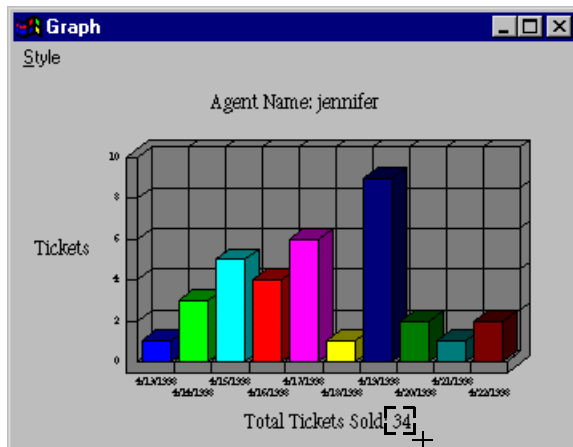 Graph
Style
Agent Name: jennifer
10
8
Tickets
6
4
2
0
4/13/1998 4/15/1998 4/17/1998 4/19/1998 4/21/1998
4/14/1998 4/16/1998 4/18/1998 4/20/1998 4/22/1998
Total Tickets Sold: 34